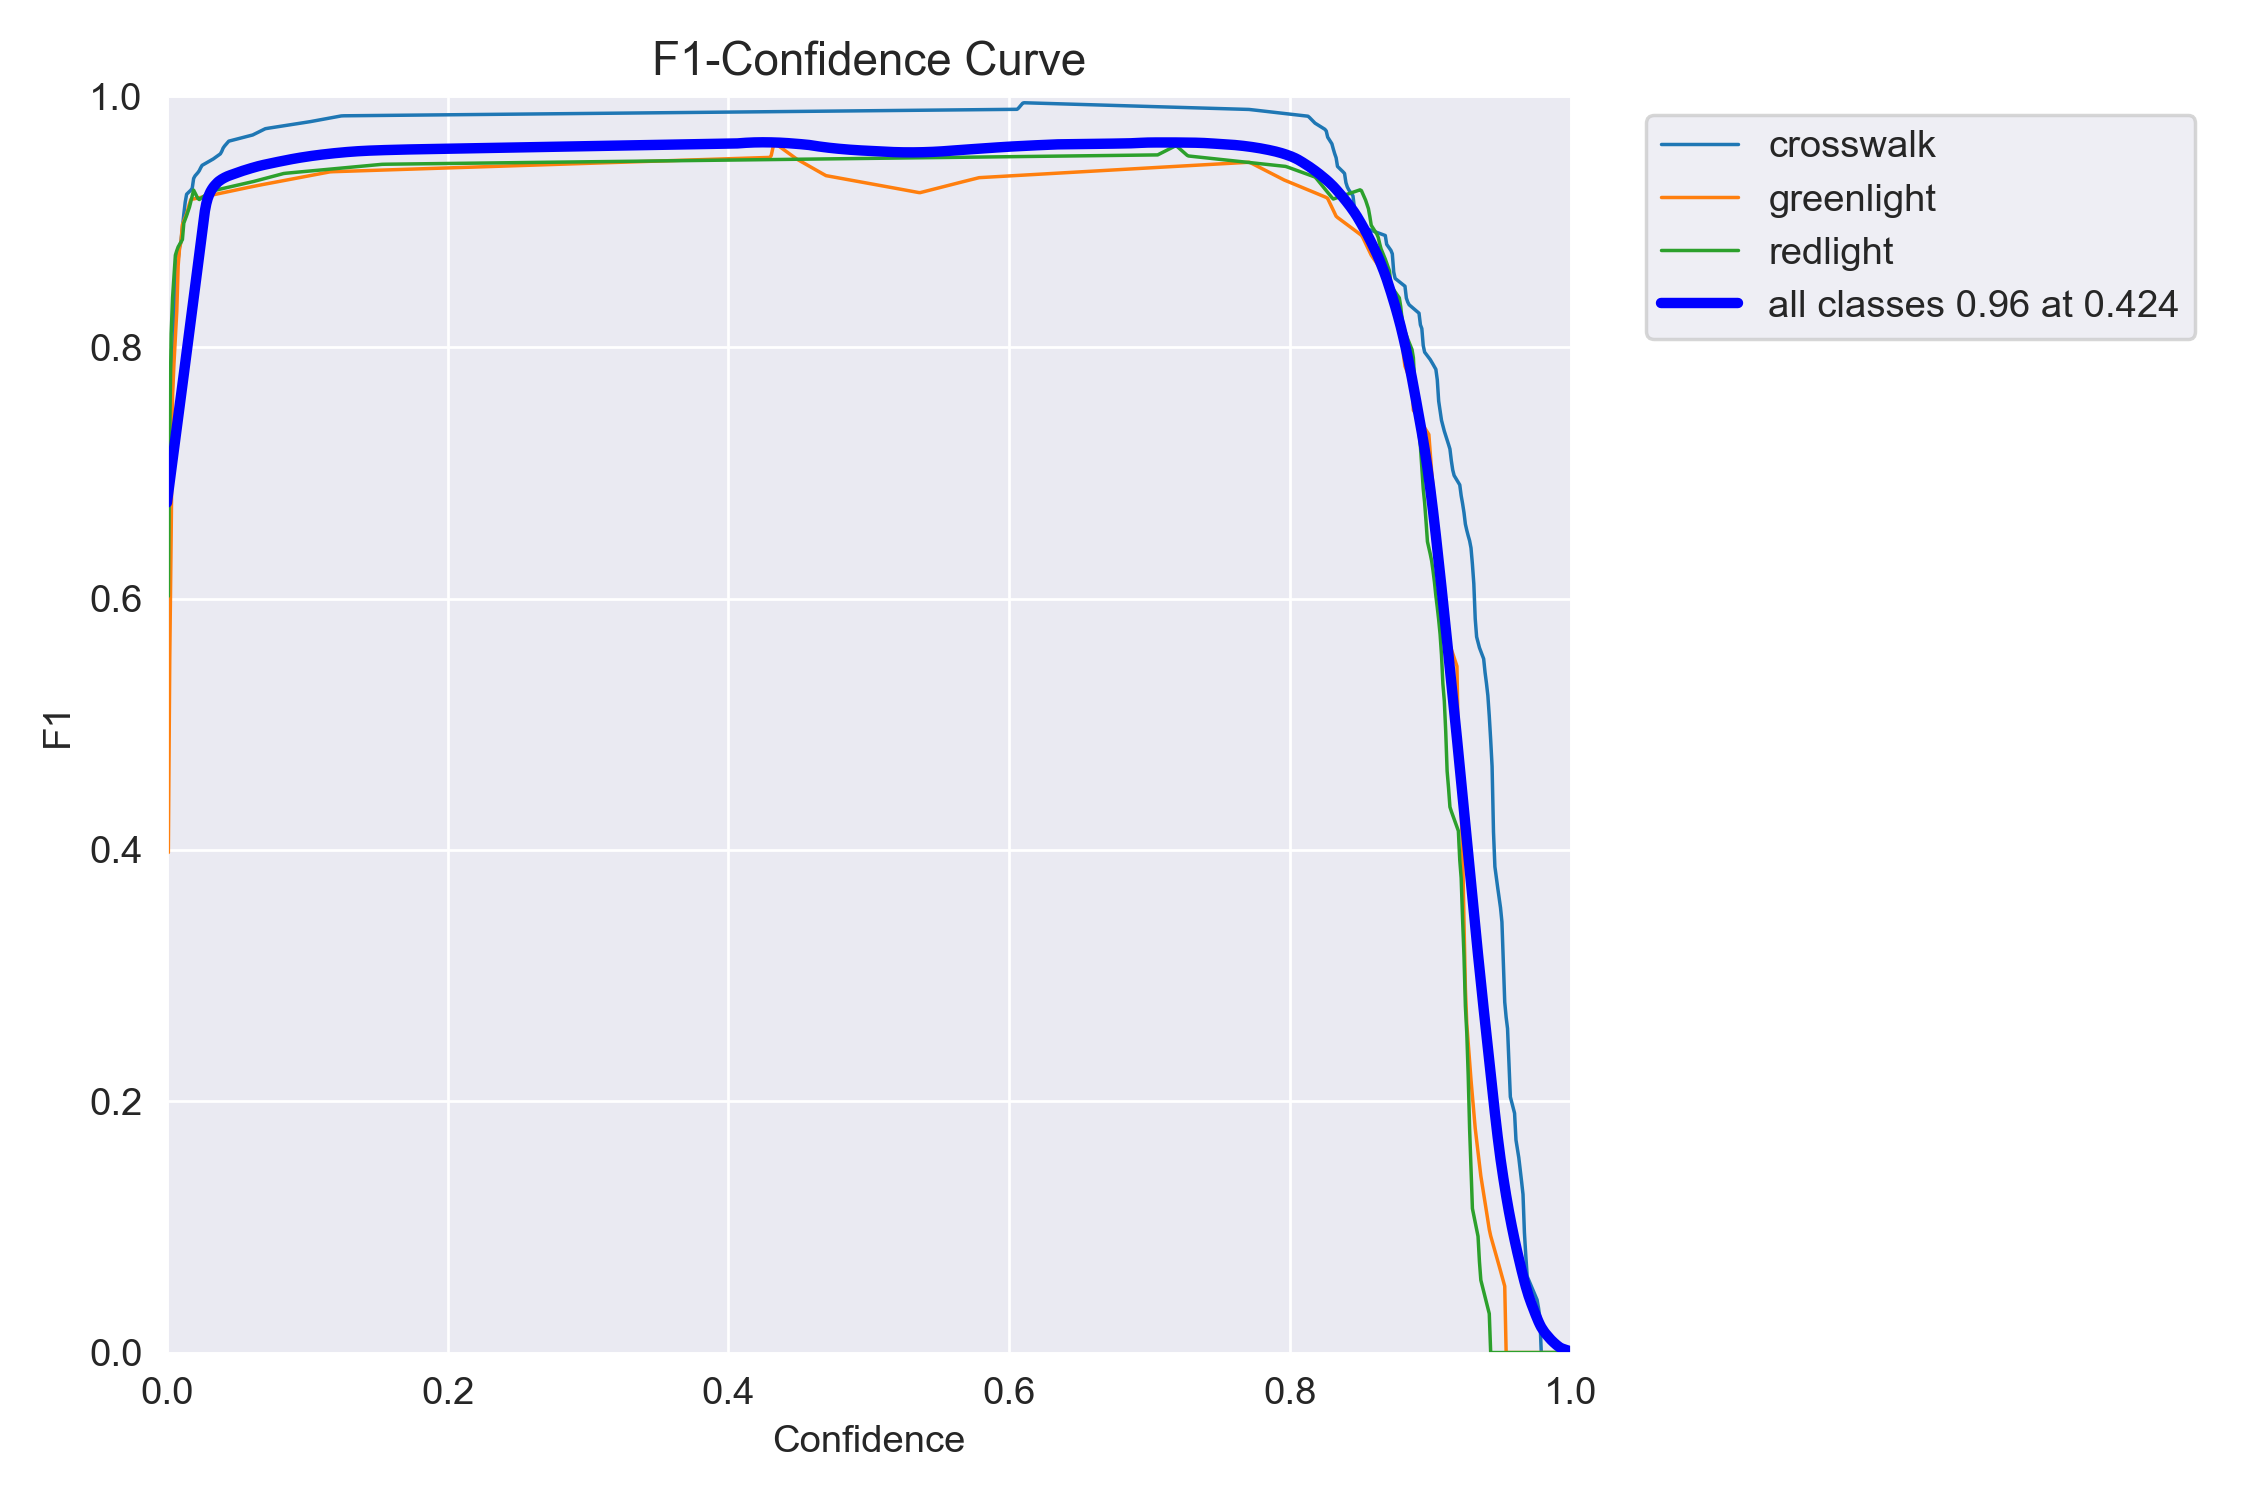 F1-Confidence Curve
1.0
0.8
0.6
0.4
0.2
0.0
F1
0.0 0.2 0.4 0.6 0.8 1.0
Confidence
crosswalk
greenlight
redlight
all classes 0.96 at 0.424